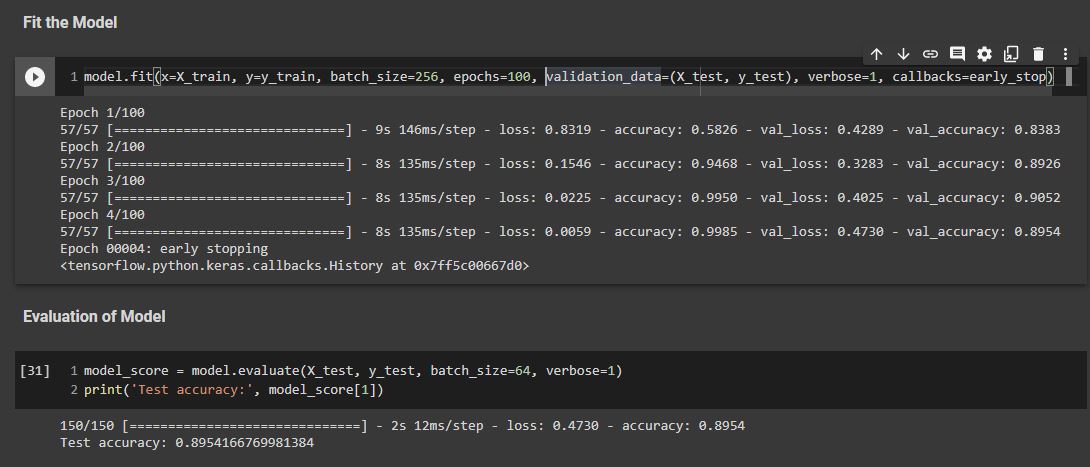 Fit the Model
1 model.fit(x=X_train, y=y_train, batch_size=256, epochs=100, validation_data=(X_test, y_test), verbose=1, callbacks=early_stop)
Epoch 1/100
57/57 [==============================] - 9s 146ms/step - loss: 0.8319 - accuracy: 0.5826 - val_loss: 0.4289 - val_accuracy: 0.8383
Epoch 2/100
57/57 [==============================] - 8s 135ms/step - loss: 0.1546 - accuracy: 0.9468 - val_loss: 0.3283 - val_accuracy: 0.8926
Epoch 3/100
57/57 [==============================] - 8s 135ms/step - loss: 0.0225 - accuracy: 0.9950 - val_loss: 0.4025 - val_accuracy: 0.9052
Epoch 4/100
57/57 [==============================] - 8s 135ms/step - loss: 0.0059 - accuracy: 0.9985 - val_loss: 0.4730 - val_accuracy: 0.8954
Epoch 00004: early stopping
<tensorflow.python.keras.callbacks.History at 0x7ff5c00667d0>
Evaluation of Model
[31] 1 model_score = model.evaluate(X_test, y_test, batch_size=64, verbose=1)
2 print('Test accuracy:', model_score[1])
150/150 [==============================] - 2s 12ms/step - loss: 0.4730 - accuracy: 0.8954
Test accuracy: 0.8954166769981384